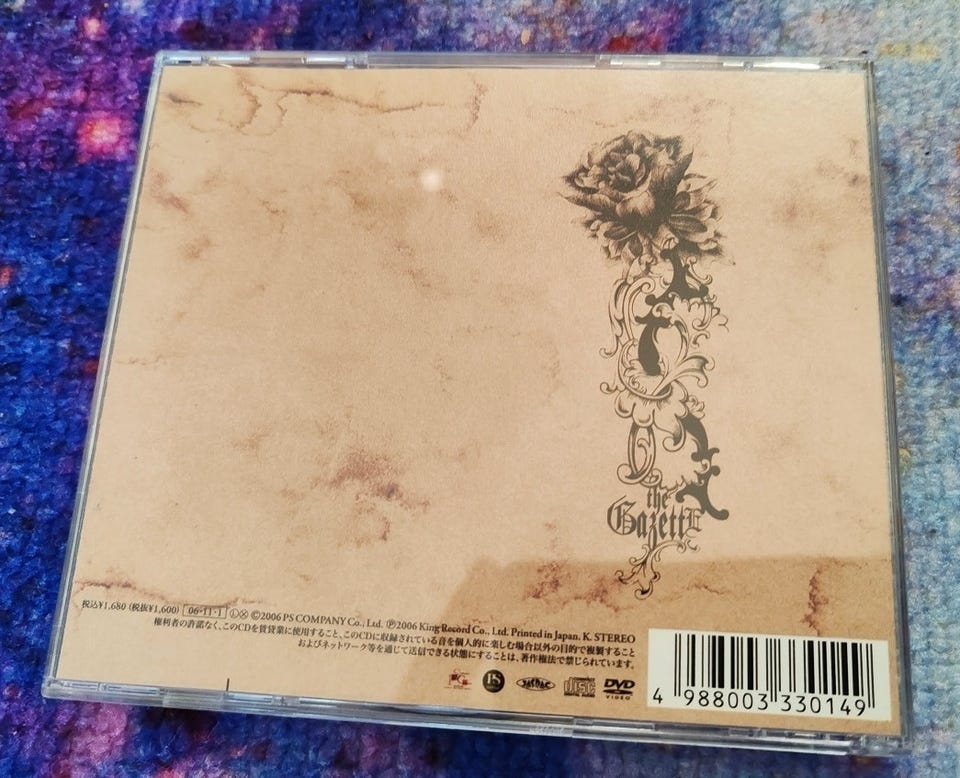 the
GazettE
税込¥1,680 (税抜¥1,600) 06・11・1 Ⓛ Ⓧ ©2006 PS COMPANY Co., Ltd. Ⓟ2006 King Record Co., Ltd. Printed in Japan. K. STEREO
権利者の許諾なく、このCDを賃貸業に使用すること、このCDに収録されている音を個人的に楽しむ場合以外の目的で複製すること
およびネットワーク等を通じて送信できる状態にすることは、著作権法で禁じられています。
PS JASRAC disc DVD VIDEO
4 988003 330149